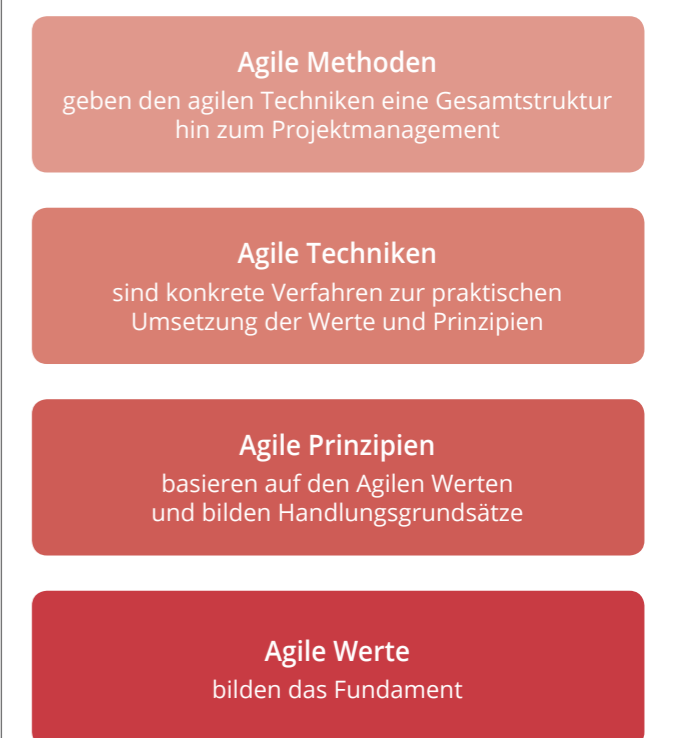 Agile Methoden
geben den agilen Techniken eine Gesamtstruktur
hin zum Projektmanagement
Agile Techniken
sind konkrete Verfahren zur praktischen
Umsetzung der Werte und Prinzipien
Agile Prinzipien
basieren auf den Agilen Werten
und bilden Handlungsgrundsätze
Agile Werte
bilden das Fundament